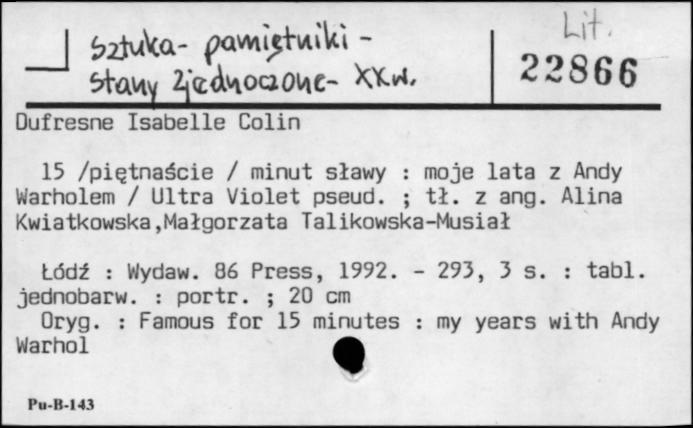 Lit.
sztuka- pamiętniki -
Stany Zjednoczone- XXw.
22866
Dufresne Isabelle Colin
15 /piętnaście / minut sławy : moje lata z Andy
Warholem / Ultra Violet pseud. ; tł. z ang. Alina
Kwiatkowska,Małgorzata Talikowska-Musiał
Łódź : Wydaw. 86 Press, 1992. - 293, 3 s. : tabl.
jednobarw. : portr. ; 20 cm
Oryg. : Famous for 15 minutes : my years with Andy
Warhol
Pu-B-143